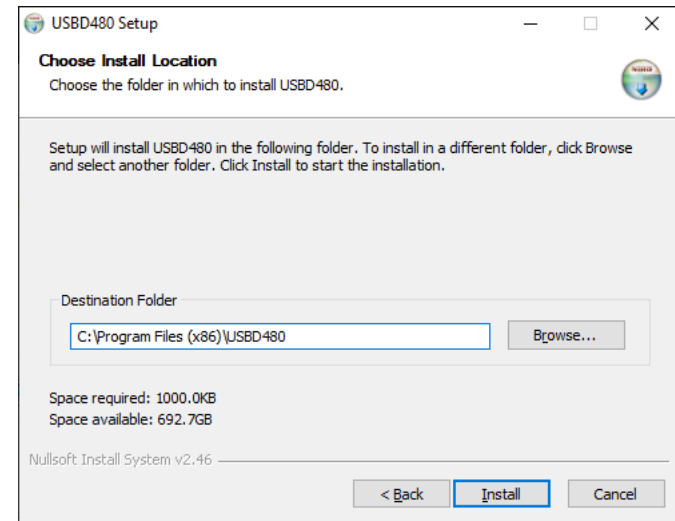 USBD480 Setup
Choose Install Location
Choose the folder in which to install USBD480.
Setup will install USBD480 in the following folder. To install in a different folder, click Browse
and select another folder. Click Install to start the installation.
Destination Folder
C:\Program Files (x86)\USBD480
Browse...
Space required: 1000.0KB
Space available: 692.7GB
Nullsoft Install System v2.46
< Back
Install
Cancel